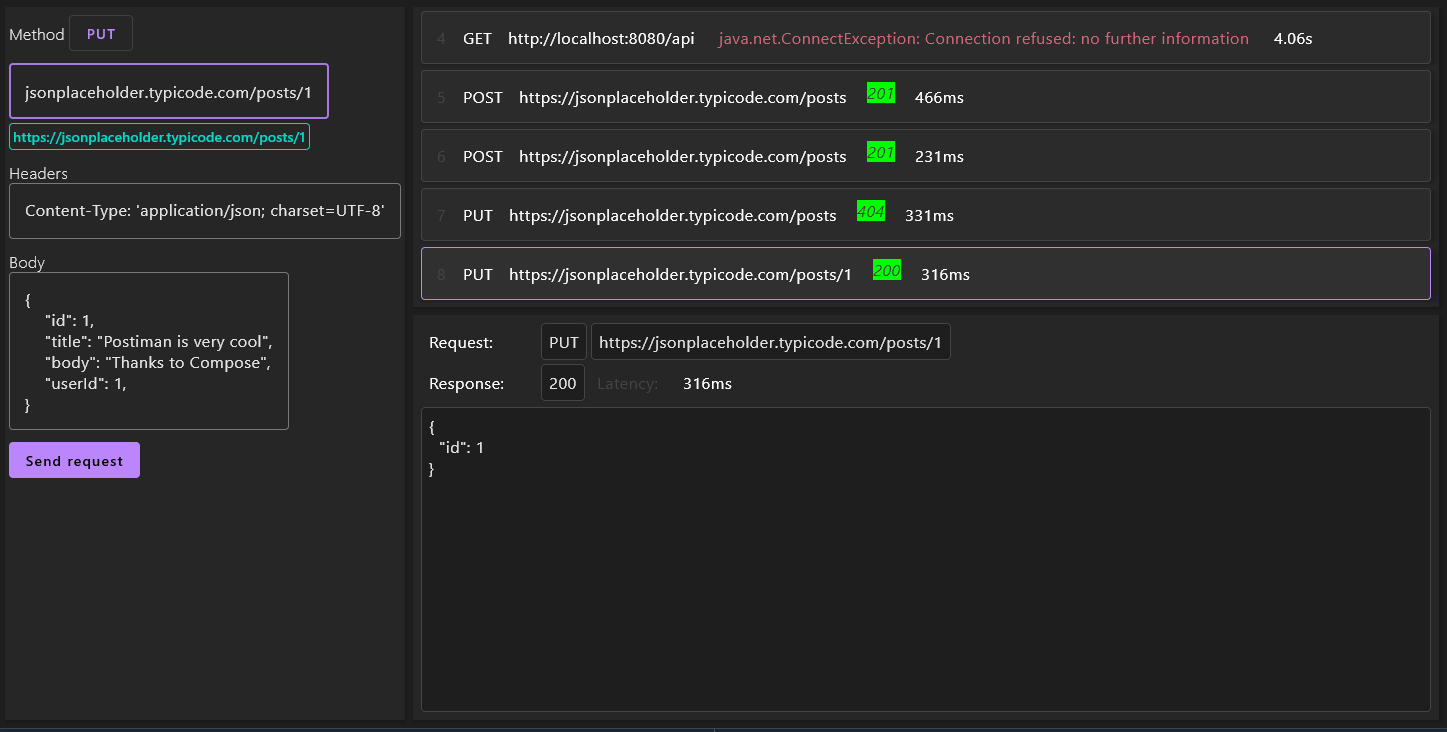 Method PUT
jsonplaceholder.typicode.com/posts/1
https://jsonplaceholder.typicode.com/posts/1
Headers
Content-Type: 'application/json; charset=UTF-8'
Body
{
"id": 1,
"title": "Postiman is very cool",
"body": "Thanks to Compose",
"userId": 1,
}
Send request
4 GET http://localhost:8080/api java.net.ConnectException: Connection refused: no further information 4.06s
5 POST https://jsonplaceholder.typicode.com/posts 201 466ms
6 POST https://jsonplaceholder.typicode.com/posts 201 231ms
7 PUT https://jsonplaceholder.typicode.com/posts 404 331ms
8 PUT https://jsonplaceholder.typicode.com/posts/1 200 316ms
Request: PUT https://jsonplaceholder.typicode.com/posts/1
Response: 200 Latency: 316ms
{
"id": 1
}